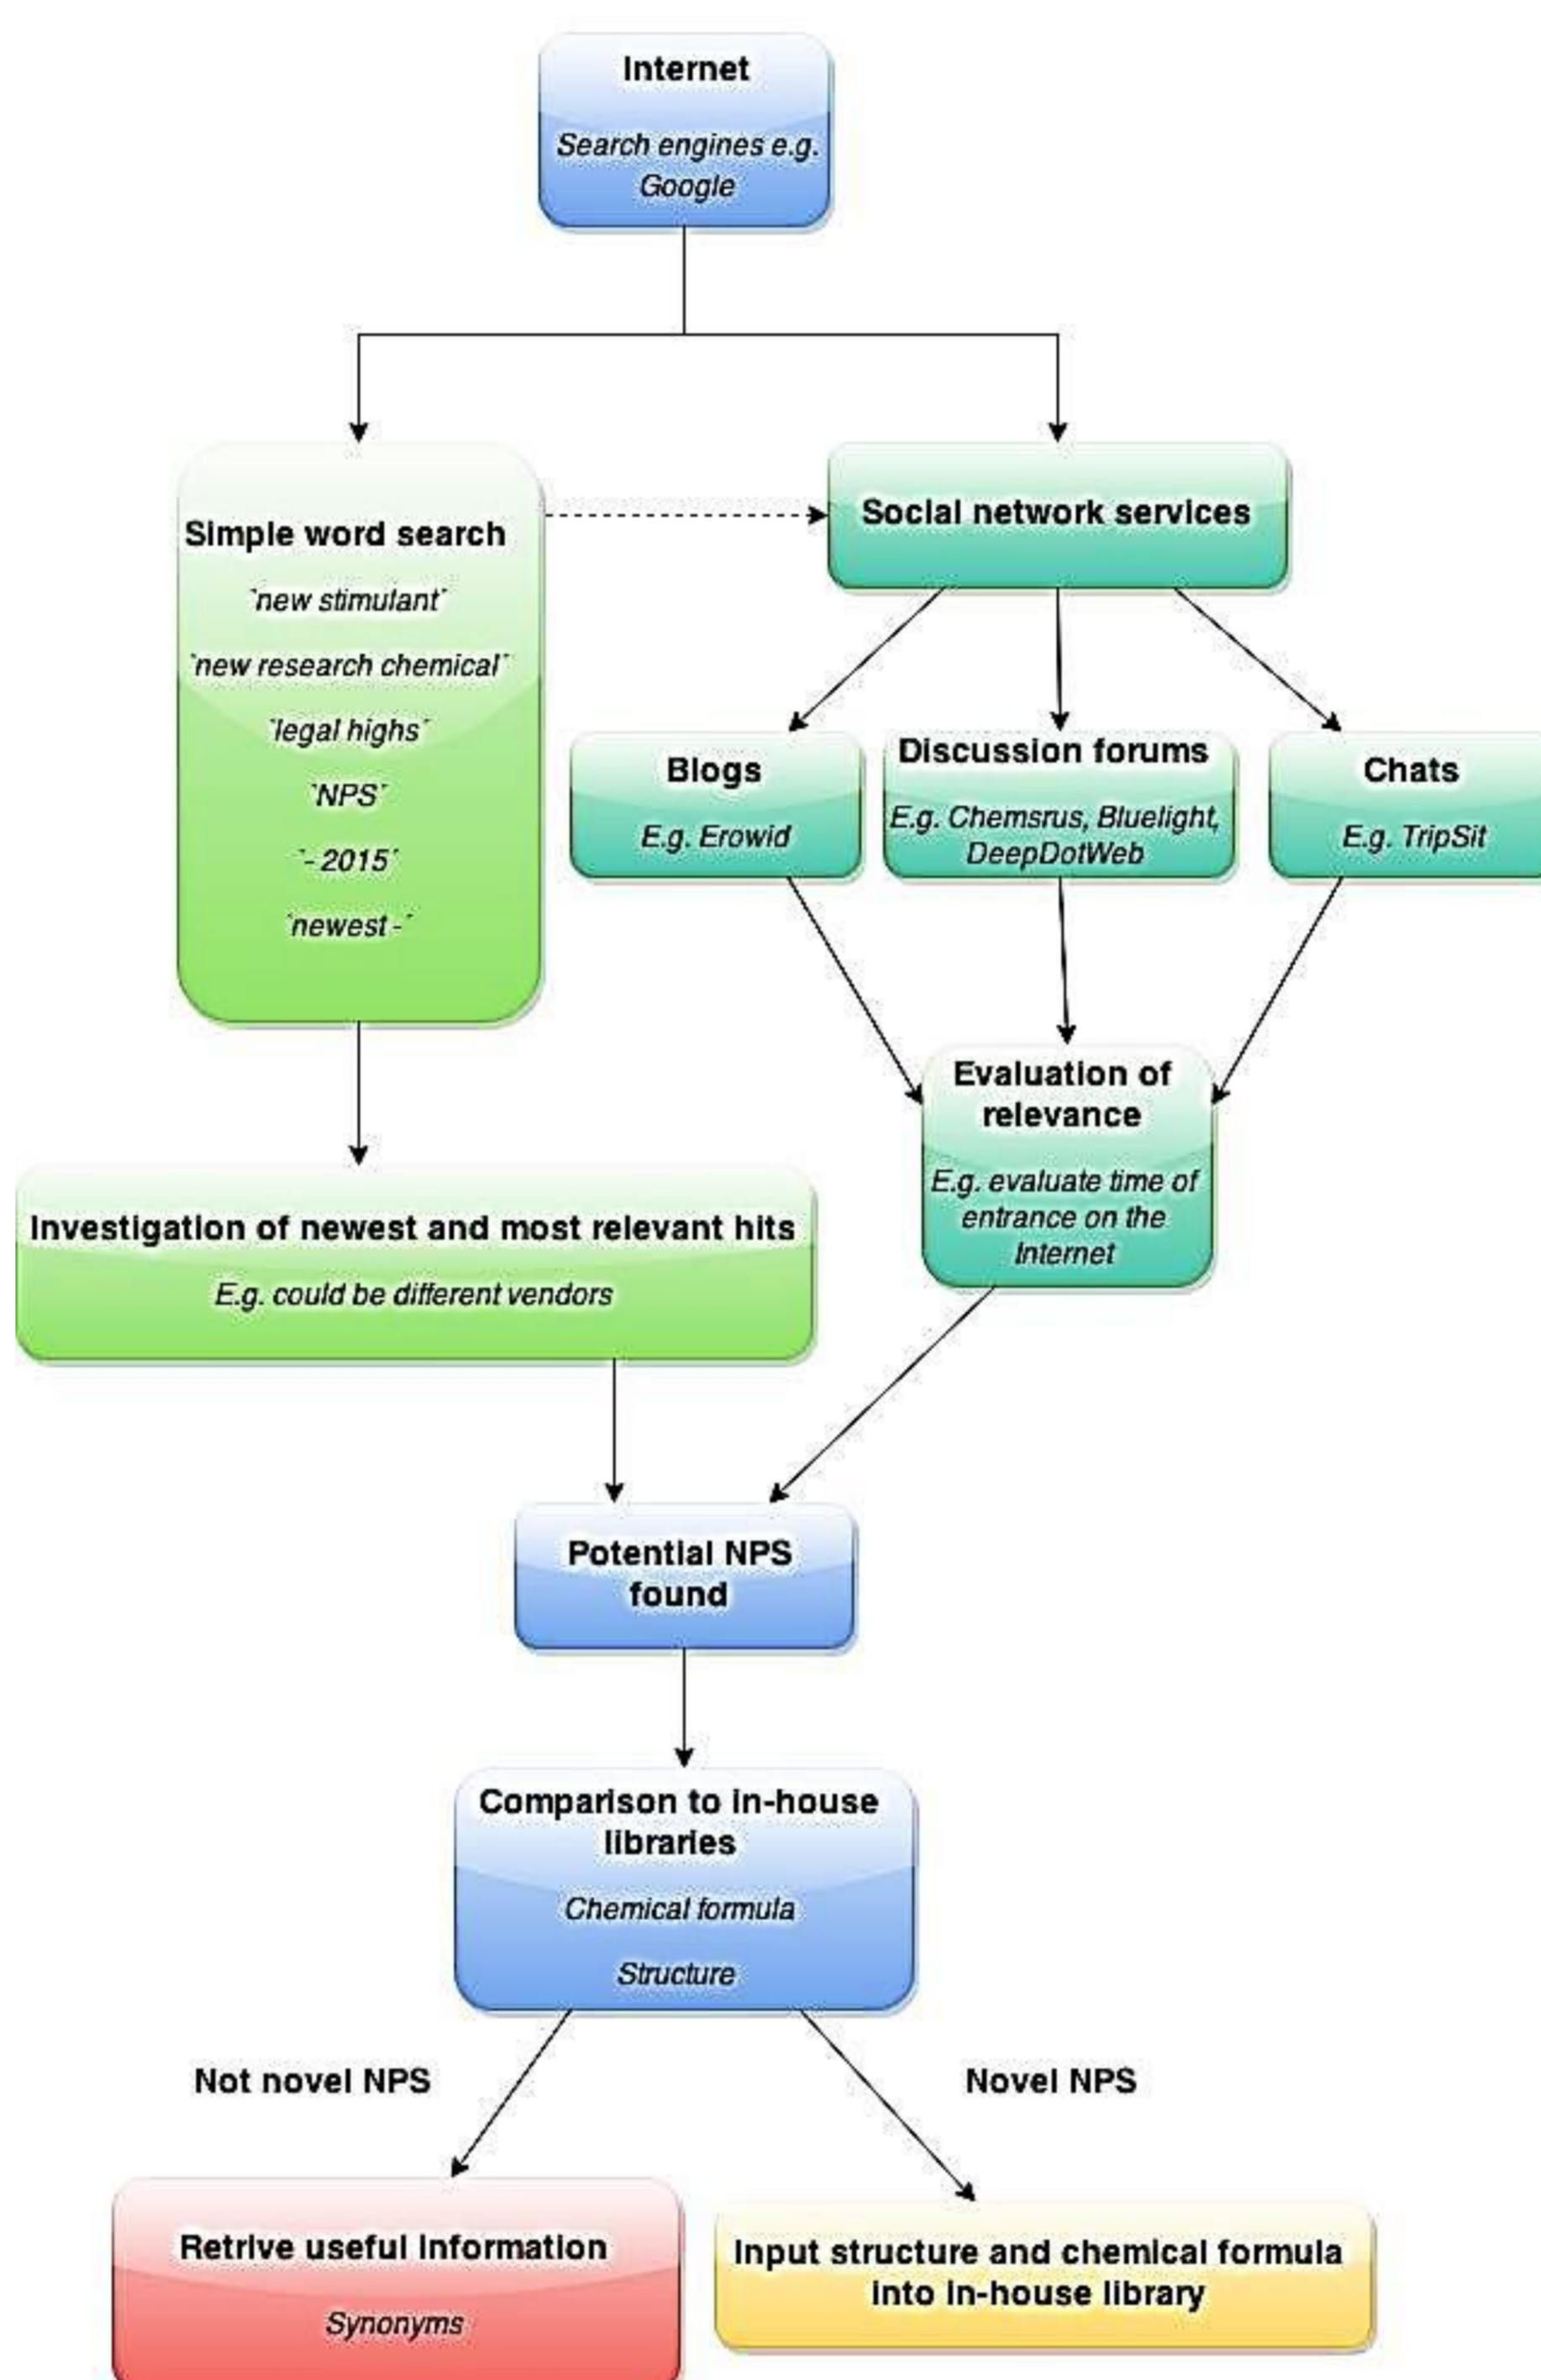 Internet
Search engines e.g.
Google
Simple word search
"new stimulant"
"new research chemical"
"legal highs"
"NPS"
"- 2015"
"newest -"
Social network services
Blogs
E.g. Erowid
Discussion forums
E.g. Chemsrus, Bluelight,
DeepDotWeb
Chats
E.g. TripSit
Evaluation of
relevance
E.g. evaluate time of
entrance on the
Internet
Investigation of newest and most relevant hits
E.g. could be different vendors
Potential NPS
found
Comparison to in-house
libraries
Chemical formula
Structure
Not novel NPS
Novel NPS
Retrive useful information
Synonyms
Input structure and chemical formula
into in-house library